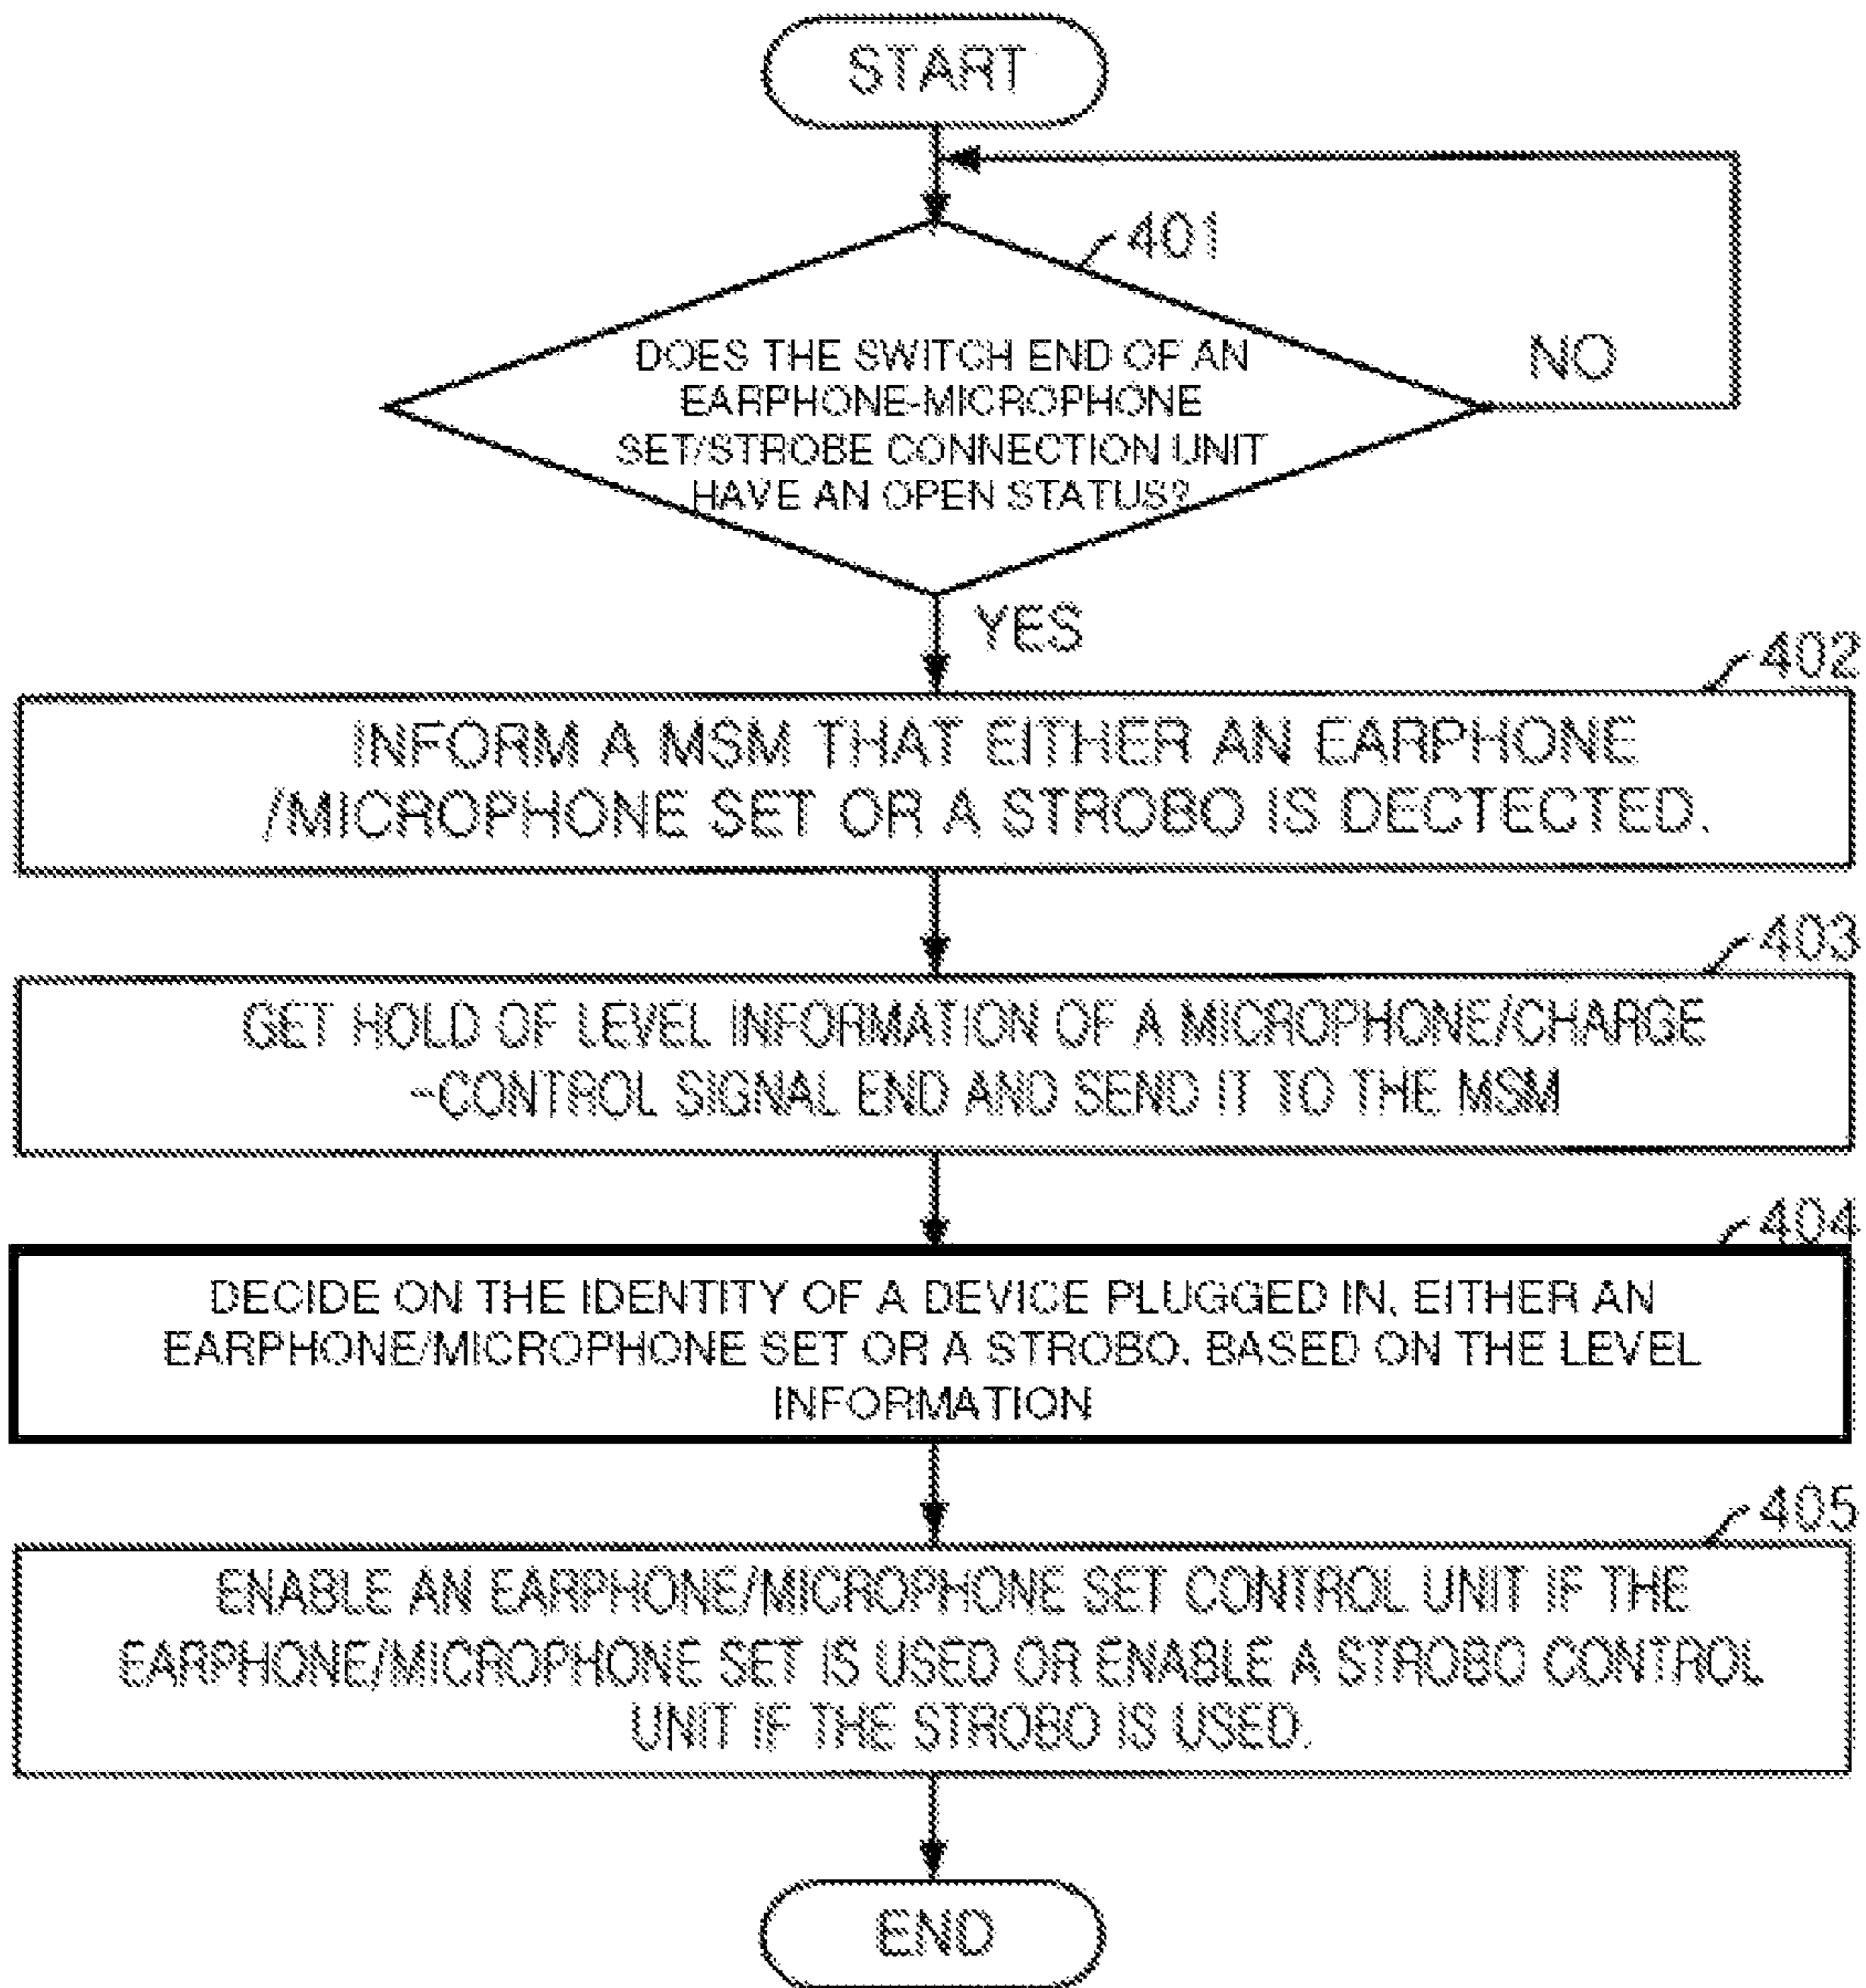 START
401
DOES THE SWITCH END OF AN
EARPHONE-MICROPHONE
SET/STROBE CONNECTION UNIT
HAVE AN OPEN STATUS?
NO
YES
402
INFORM A MSM THAT EITHER AN EARPHONE
/MICROPHONE SET OR A STROBO IS DECTECTED.
403
GET HOLD OF LEVEL INFORMATION OF A MICROPHONE/CHARGE
-CONTROL SIGNAL END AND SEND IT TO THE MSM
404
DECIDE ON THE IDENTITY OF A DEVICE PLUGGED IN, EITHER AN
EARPHONE/MICROPHONE SET OR A STROBO. BASED ON THE LEVEL
INFORMATION
405
ENABLE AN EARPHONE/MICROPHONE SET CONTROL UNIT IF THE
EARPHONE/MICROPHONE SET IS USED OR ENABLE A STROBO CONTROL
UNIT IF THE STROBO IS USED.
END